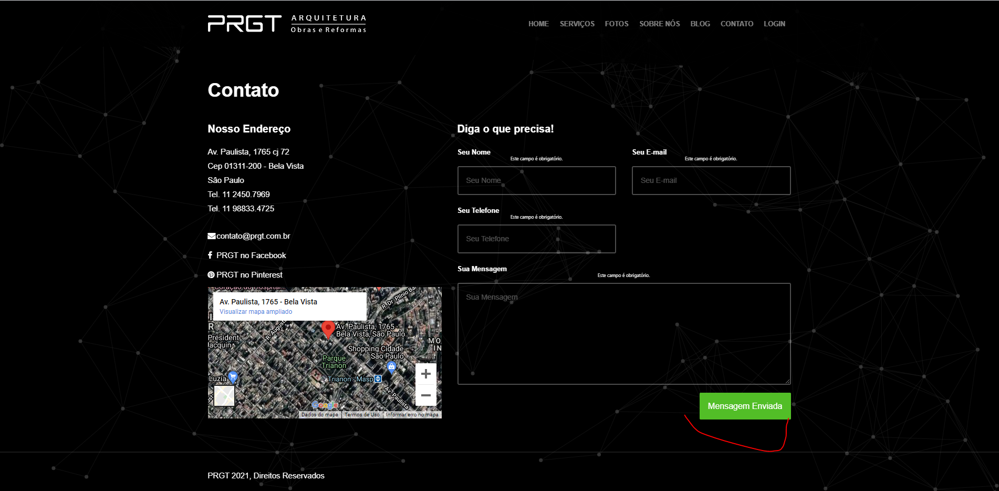 PRGT ARQUITETURA
Obras e Reformas
HOME SERVIÇOS FOTOS SOBRE NÓS BLOG CONTATO LOGIN
Contato
Nosso Endereço
Av. Paulista, 1765 cj 72
Cep 01311-200 - Bela Vista
São Paulo
Tel. 11 2450.7969
Tel. 11 98833.4725
contato@prgt.com.br
PRGT no Facebook
PRGT no Pinterest
Coração do Hospital...
Av. Paulista, 1765 - Bela Vista
Visualizar mapa ampliado
R. Dr. Plínio Bar
R. Augusta
Av. Paulista, 1765 -
Bela Vista, São Paulo...
Président
Jacquin
MO
IN
Shopping Cidade
São Paulo
Parque
Trianon
Trianon - Masp
Luzia
Av. Paulista
Google
Dados do mapa
Termos de Uso
Informar erro no mapa
Diga o que precisa!
Seu Nome
Este campo é obrigatório.
Seu Nome
Seu E-mail
Este campo é obrigatório.
Seu E-mail
Seu Telefone
Este campo é obrigatório.
Seu Telefone
Sua Mensagem
Este campo é obrigatório.
Sua Mensagem
Mensagem Enviada
PRGT 2021, Direitos Reservados